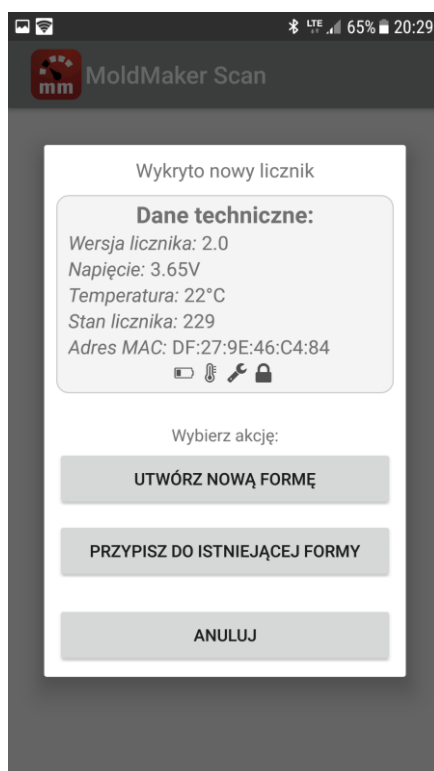 LTE 65% 20:29
mm MoldMaker Scan
Wykryto nowy licznik
Dane techniczne:
Wersja licznika: 2.0
Napięcie: 3.65V
Temperatura: 22°C
Stan licznika: 229
Adres MAC: DF:27:9E:46:C4:84
Wybierz akcję:
UTWÓRZ NOWĄ FORMĘ
PRZYPISZ DO ISTNIEJĄCEJ FORMY
ANULUJ